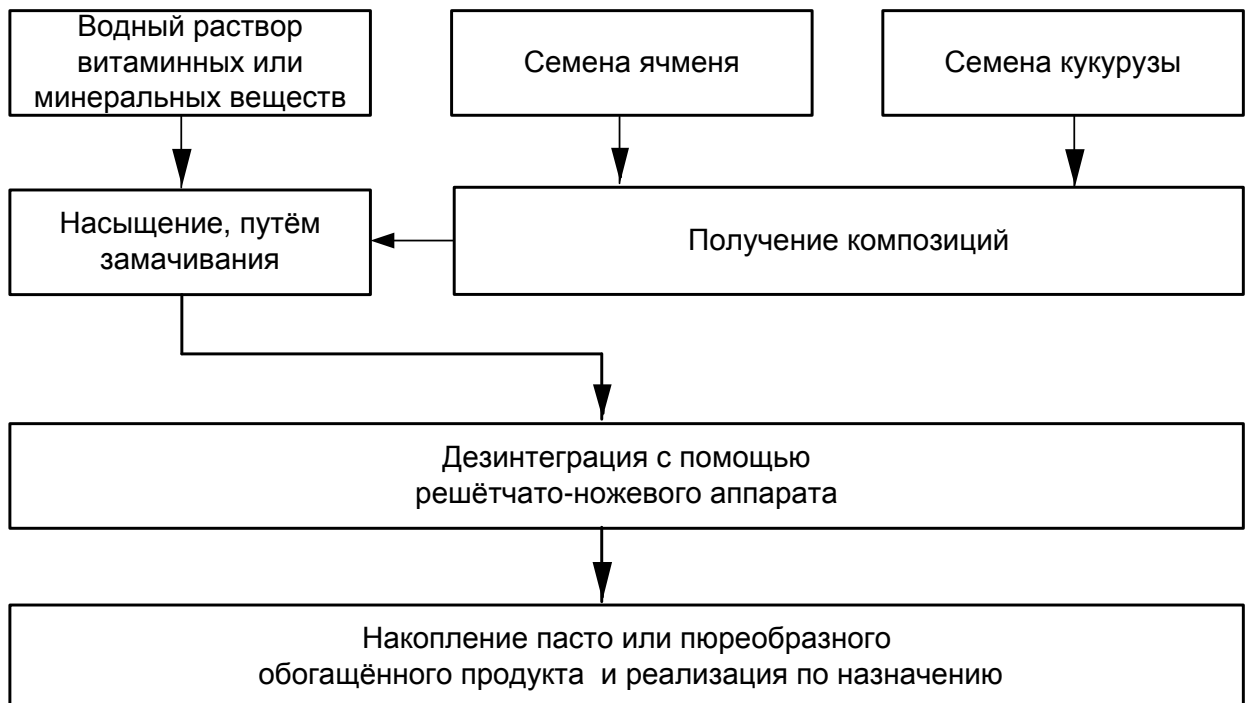 Водный раствор
витаминных или
минеральных веществ
Семена ячменя
Семена кукурузы
Насыщение, путём
замачивания
Получение композиций
Дезинтеграция с помощью
решётчато-ножевого аппарата
Накопление пасто или пюреобразного
обогащённого продукта и реализация по назначению